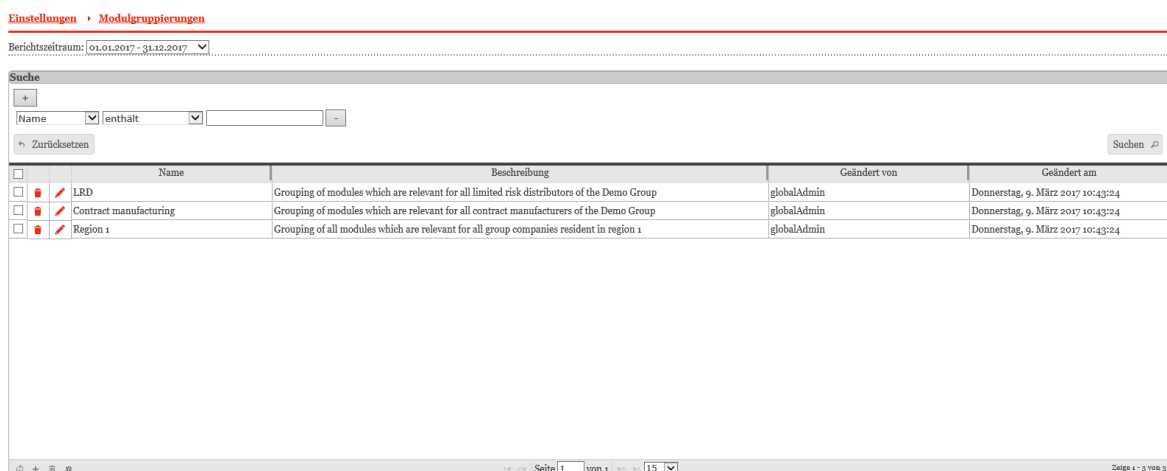 Einstellungen Modulgruppierungen
Berichtszeitraum: 01.01.2017 - 31.12.2017
Suche
+
Name enthält -
Zurücksetzen Suchen
Name Beschreibung Geändert von Geändert am
LRD Grouping of modules which are relevant for all limited risk distributors of the Demo Group globalAdmin Donnerstag, 9. März 2017 10:43:24
Contract manufacturing Grouping of modules which are relevant for all contract manufacturers of the Demo Group globalAdmin Donnerstag, 9. März 2017 10:43:24
Region 1 Grouping of all modules which are relevant for all group companies resident in region 1 globalAdmin Donnerstag, 9. März 2017 10:43:24
Seite 1 von 1 15 Zeige 1 - 3 von 3